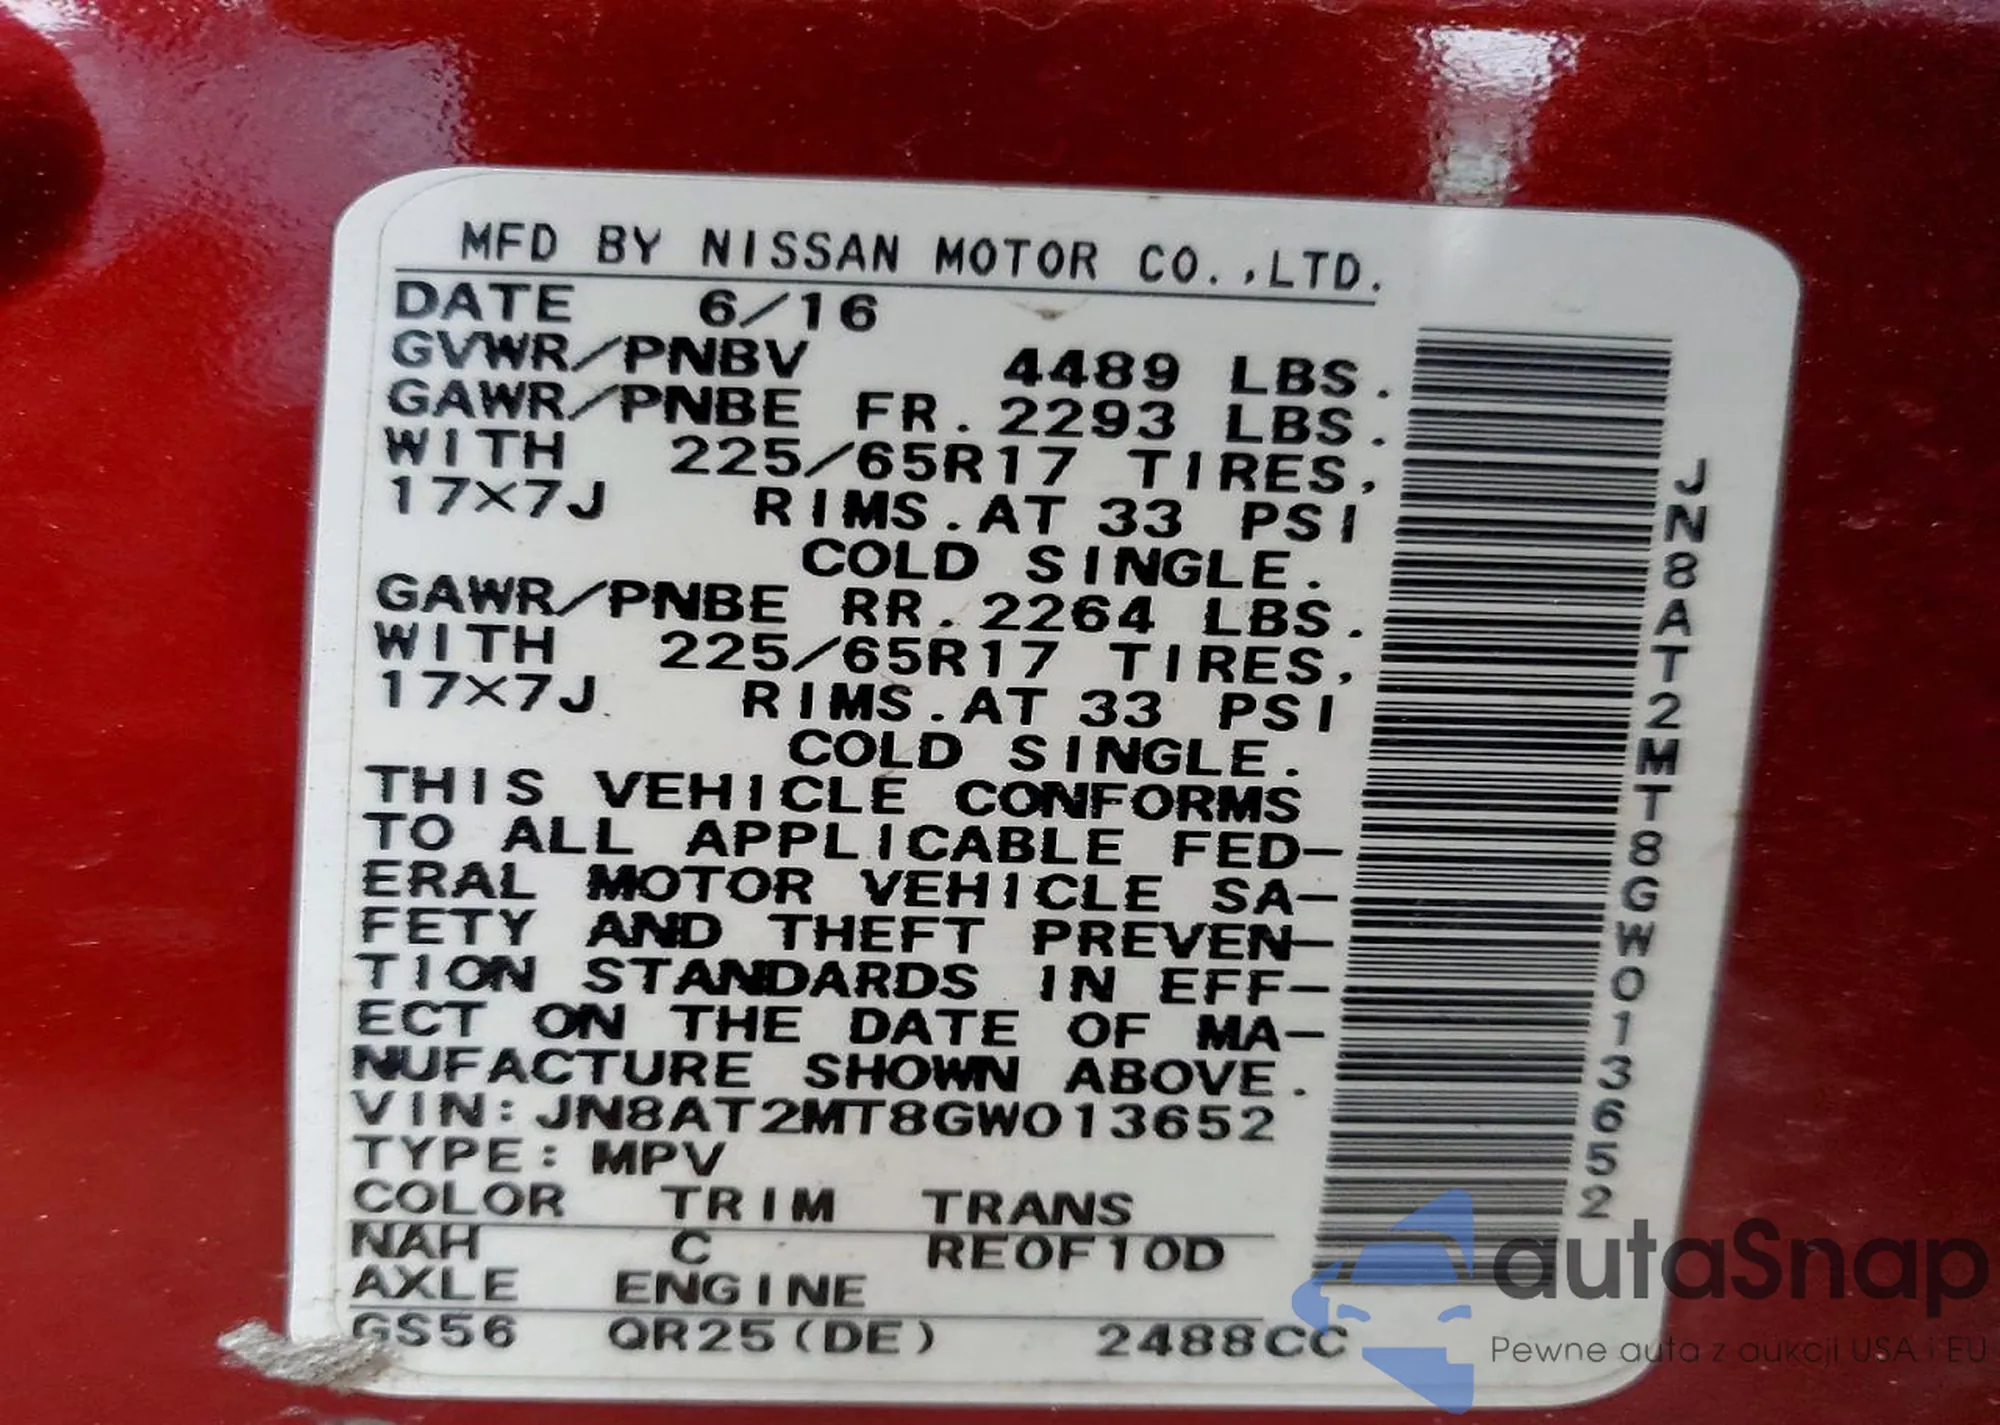 MFD BY NISSAN MOTOR CO.,LTD.
DATE 6/16
GVWR/PNBV 4489 LBS.
GAWR/PNBE FR. 2293 LBS.
WITH 225/65R17 TIRES,
17X7J RIMS.AT 33 PSI
COLD SINGLE.
GAWR/PNBE RR. 2264 LBS.
WITH 225/65R17 TIRES,
17X7J RIMS.AT 33 PSI
COLD SINGLE.
THIS VEHICLE CONFORMS
TO ALL APPLICABLE FED-
ERAL MOTOR VEHICLE SA-
FETY AND THEFT PREVEN-
TION STANDARDS IN EFF-
ECT ON THE DATE OF MA-
NUFACTURE SHOWN ABOVE.
VIN:JN8AT2MT8GW013652
TYPE: MPV
COLOR TRIM TRANS
NAH C RE0F10D
AXLE ENGINE
GS56 QR25(DE) 2488CC
JN8AT2MT8GW013652
autaSnap
Pewne auta z aukcji USA i EU